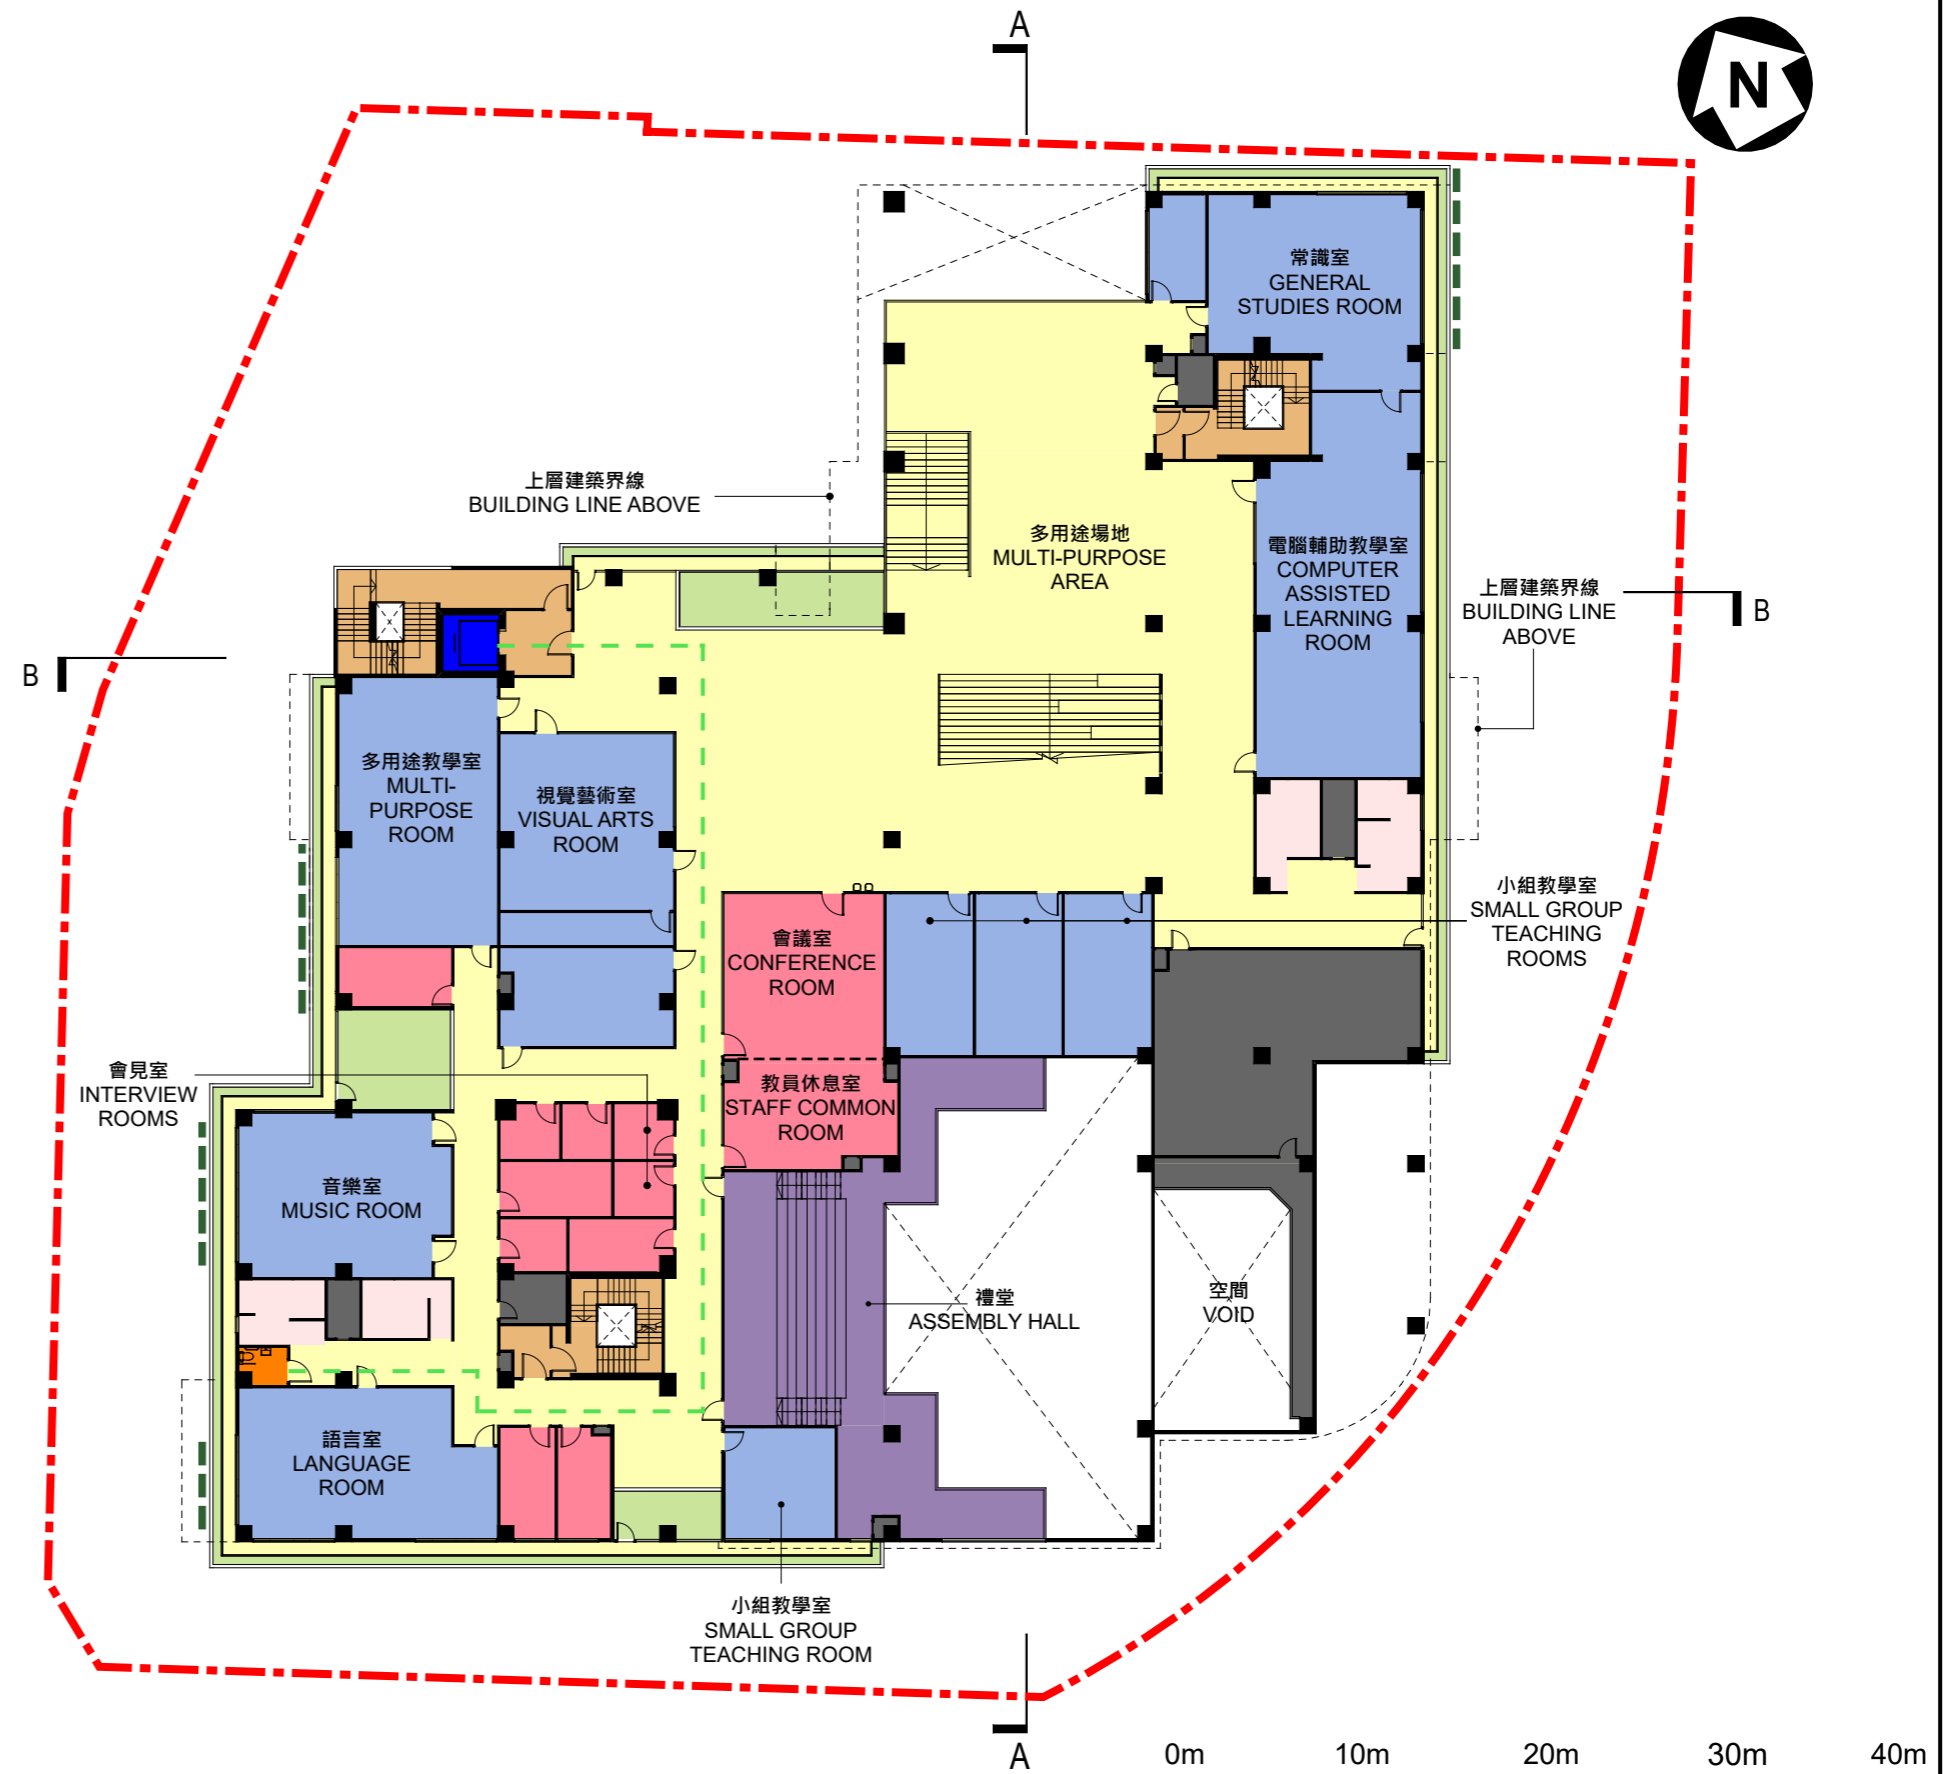 A
N
常識室
GENERAL
STUDIES ROOM
上層建築界線
BUILDING LINE ABOVE
多用途場地
MULTI-PURPOSE
AREA
電腦輔助教學室
COMPUTER
ASSISTED
LEARNING
ROOM
上層建築界線
BUILDING LINE
ABOVE
B
B
多用途教學室
MULTI-
PURPOSE
ROOM
視覺藝術室
VISUAL ARTS
ROOM
小組教學室
SMALL GROUP
TEACHING
ROOMS
會議室
CONFERENCE
ROOM
會見室
INTERVIEW
ROOMS
教員休息室
STAFF COMMON
ROOM
音樂室
MUSIC ROOM
禮堂
ASSEMBLY HALL
空間
VOID
語言室
LANGUAGE
ROOM
小組教學室
SMALL GROUP
TEACHING ROOM
A
0m 10m 20m 30m 40m